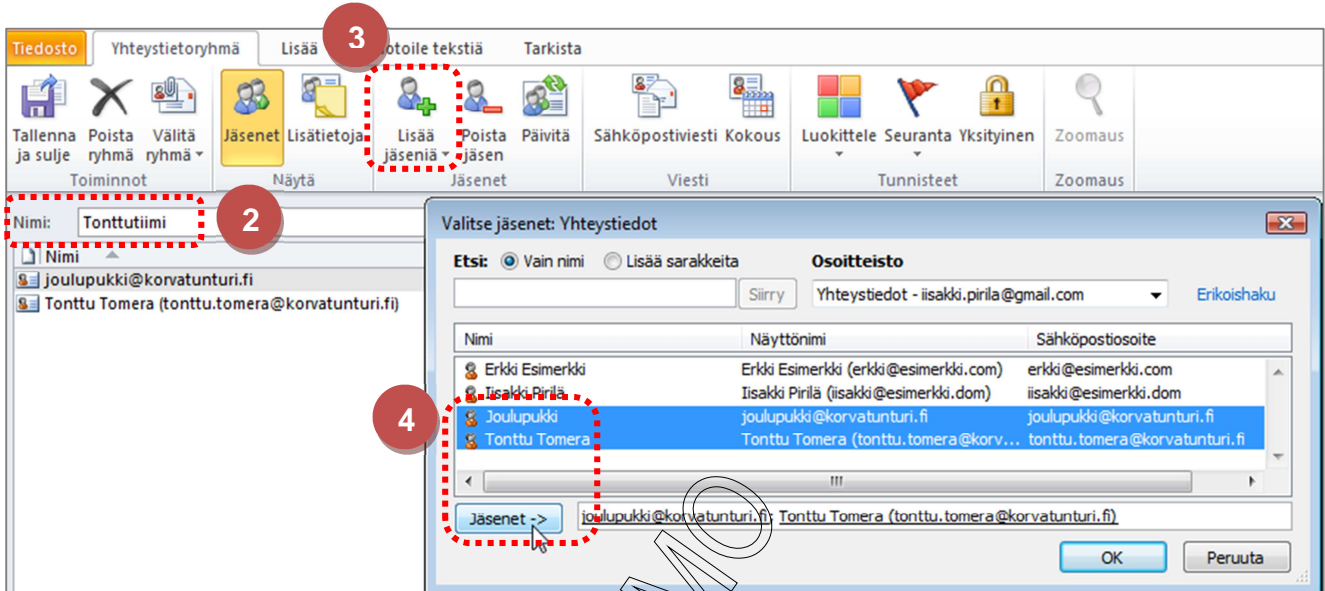 3
Tiedosto Yhteystietoryhmä Lisää otoile tekstiä Tarkista
Tallenna ja sulje
Poista ryhmä
Välitä ryhmä
Jäsenet
Lisätietoja
Lisää jäseniä
Poista jäsen
Päivitä
Sähköpostiviesti
Kokous
Luokittele
Seuranta
Yksityinen
Zoomaus
Toiminnot Näytä Jäsenet Viesti Tunnisteet Zoomaus
Nimi: Tonttutiimi
2
Nimi
joulupukki@korvatunturi.fi
Tonttu Tomera (tonttu.tomera@korvatunturi.fi)
Valitse jäsenet: Yhteystiedot
Etsi: Vain nimi Lisää sarakkeita Osoitteisto
Siirry Yhteystiedot - iisakki.pirila@gmail.com Erikoishaku
Nimi Näyttönimi Sähköpostiosoite
Erkki Esimerkki Erkki Esimerkki (erkki@esimerkki.com) erkki@esimerkki.com
Iisakki Pirilä Iisakki Pirilä (iisakki@esimerkki.dom) iisakki@esimerkki.dom
Joulupukki joulupukki@korvatunturi.fi joulupukki@korvatunturi.fi
Tonttu Tomera Tonttu Tomera (tonttu.tomera@korv... tonttu.tomera@korvatunturi.fi
4
Jäsenet -> joulupukki@korvatunturi.fi; Tonttu Tomera (tonttu.tomera@korvatunturi.fi)
OK Peruuta
MO